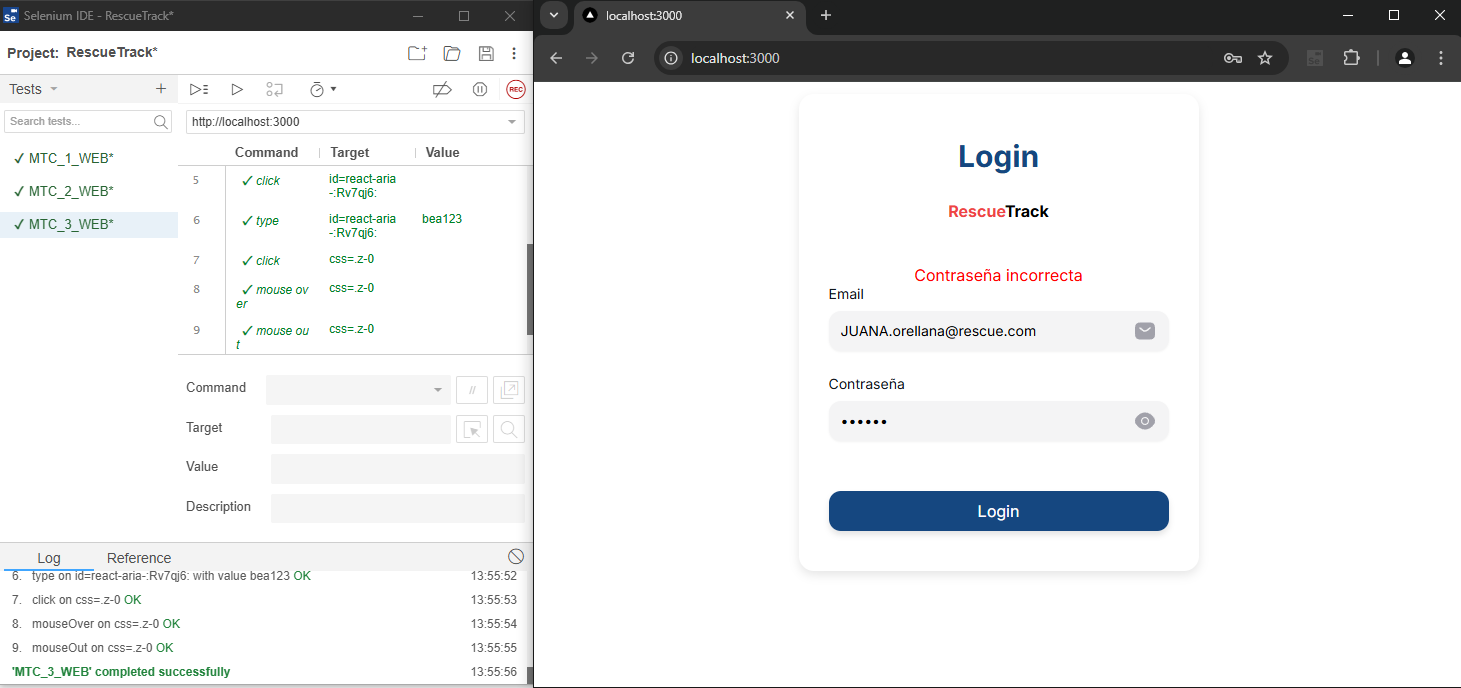 Se Selenium IDE - RescueTrack*
Project: RescueTrack*
Tests
REC
Search tests...
http://localhost:3000
✓ MTC_1_WEB*
✓ MTC_2_WEB*
✓ MTC_3_WEB*
Command Target Value
5 ✓ click id=react-aria
-:Rv7qj6:
6 ✓ type id=react-aria bea123
-:Rv7qj6:
7 ✓ click css=.z-0
8 ✓ mouse ov css=.z-0
er
9 ✓ mouse ou css=.z-0
t
Command
//
Target
Value
Description
Log Reference
6. type on id=react-aria-:Rv7qj6: with value bea123 OK 13:55:52
7. click on css=.z-0 OK 13:55:53
8. mouseOver on css=.z-0 OK 13:55:54
9. mouseOut on css=.z-0 OK 13:55:55
'MTC_3_WEB' completed successfully 13:55:56
localhost:3000
localhost:3000
Login
RescueTrack
Contraseña incorrecta
Email
JUANA.orellana@rescue.com
Contraseña
••••••
Login